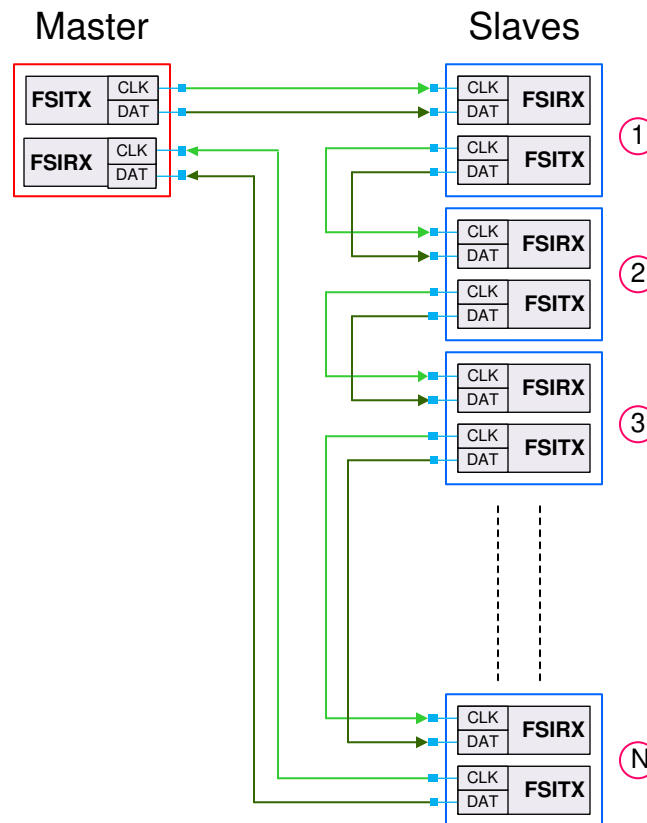 Master
Slaves
FSITX
CLK
DAT
FSIRX
CLK
DAT
CLK
DAT
FSIRX
CLK
DAT
FSITX
1
CLK
DAT
FSIRX
CLK
DAT
FSITX
2
CLK
DAT
FSIRX
CLK
DAT
FSITX
3
CLK
DAT
FSIRX
CLK
DAT
FSITX
N